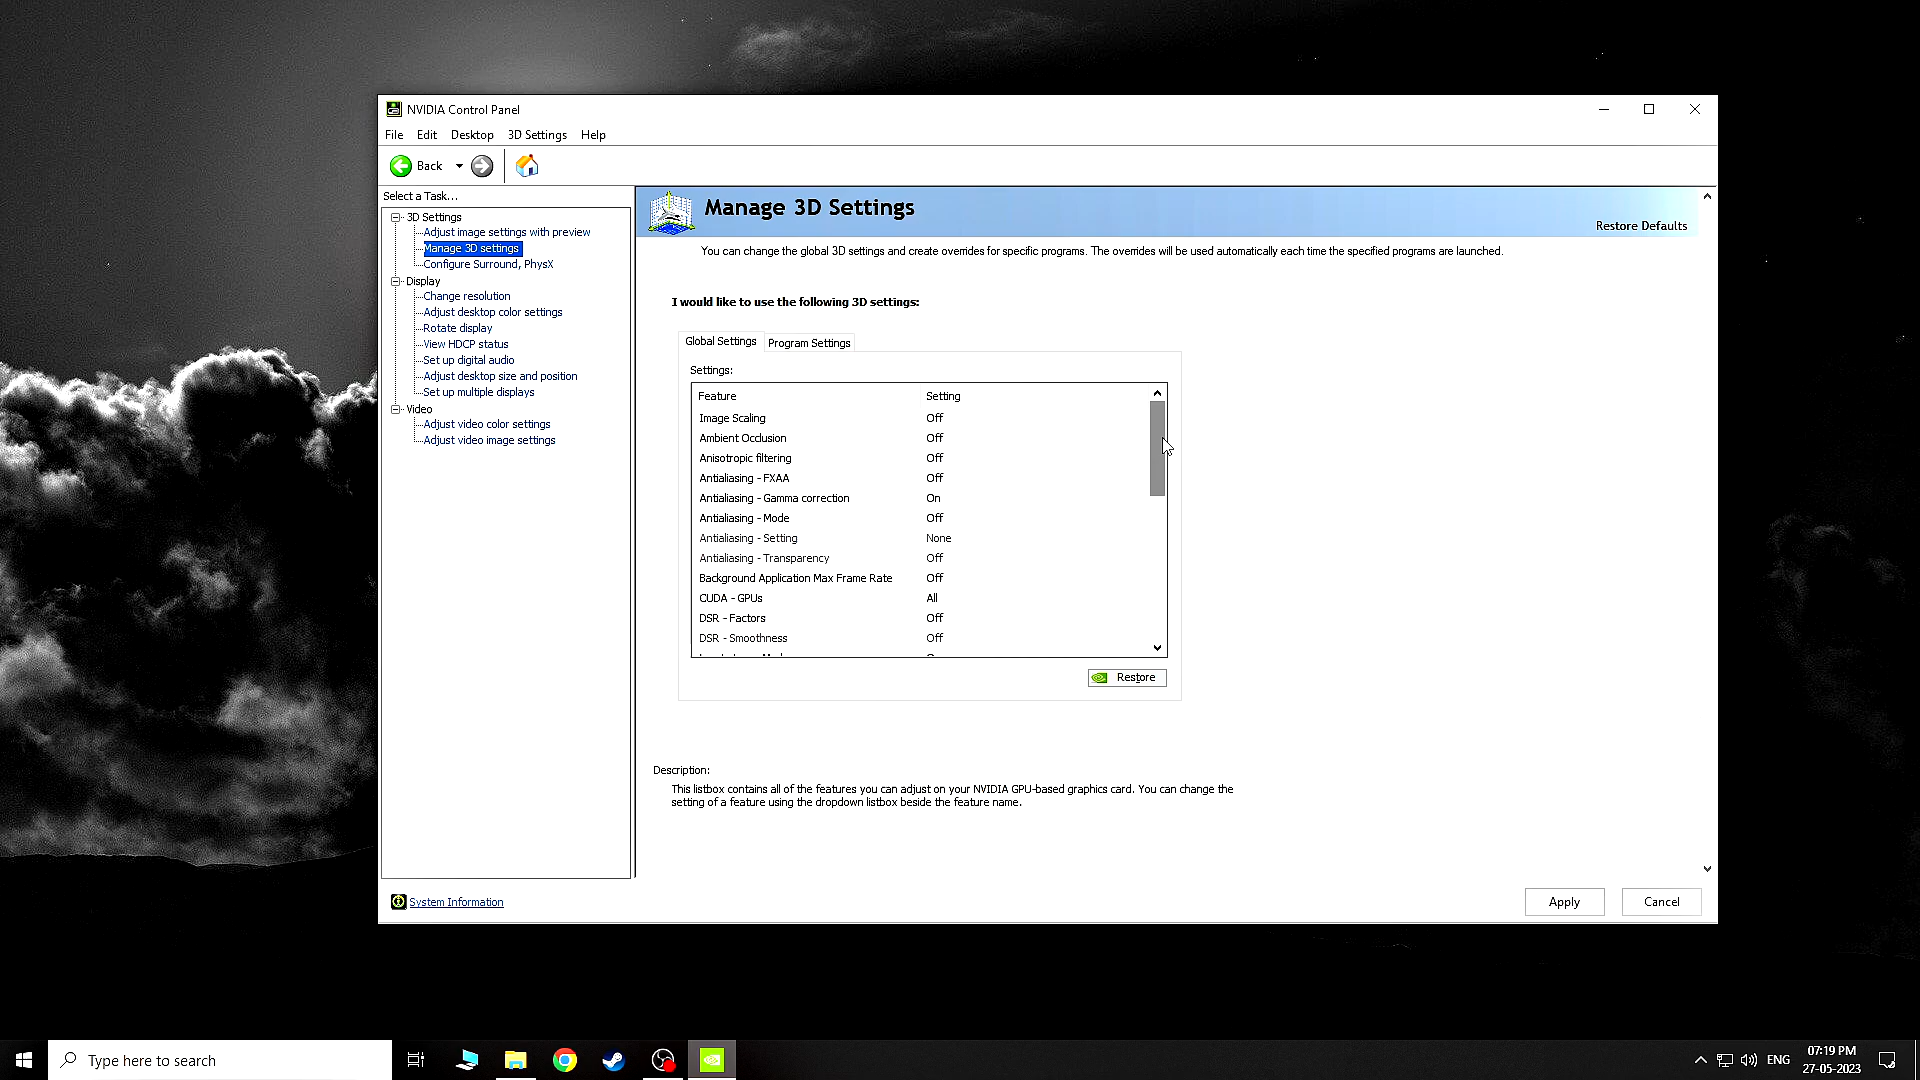 NVIDIA Control Panel
File Edit Desktop 3D Settings Help
Back
Select a Task...
3D Settings
Adjust image settings with preview
Manage 3D settings
Configure Surround, PhysX
Display
Change resolution
Adjust desktop color settings
Rotate display
View HDCP status
Set up digital audio
Adjust desktop size and position
Set up multiple displays
Video
Adjust video color settings
Adjust video image settings
System Information
Manage 3D Settings
Restore Defaults
You can change the global 3D settings and create overrides for specific programs. The overrides will be used automatically each time the specified programs are launched.
I would like to use the following 3D settings:
Global Settings Program Settings
Settings:
Feature Setting
Image Scaling Off
Ambient Occlusion Off
Anisotropic filtering Off
Antialiasing - FXAA Off
Antialiasing - Gamma correction On
Antialiasing - Mode Off
Antialiasing - Setting None
Antialiasing - Transparency Off
Background Application Max Frame Rate Off
CUDA - GPUs All
DSR - Factors Off
DSR - Smoothness Off
Restore
Description:
This listbox contains all of the features you can adjust on your NVIDIA GPU-based graphics card. You can change the
setting of a feature using the dropdown listbox beside the feature name.
Apply Cancel
Type here to search
ENG
07:19 PM
27-05-2023